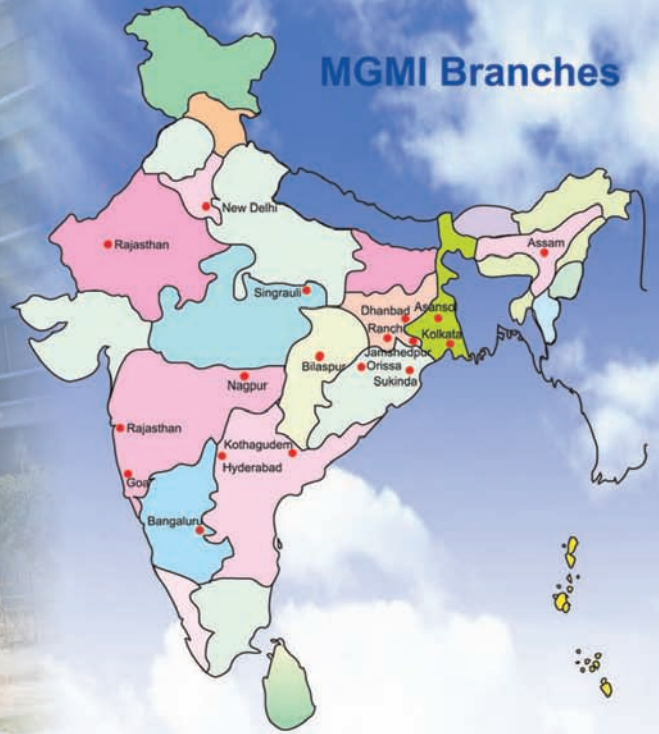 MGMI Branches
New Delhi
Rajasthan
Assam
Singrauli
Dhanbad
Asansol
Ranchi
Kolkata
Jamshedpur
Bilaspur
Orissa
Sukinda
Nagpur
Rajasthan
Kothagudem
Hyderabad
Goa
Bangaluru